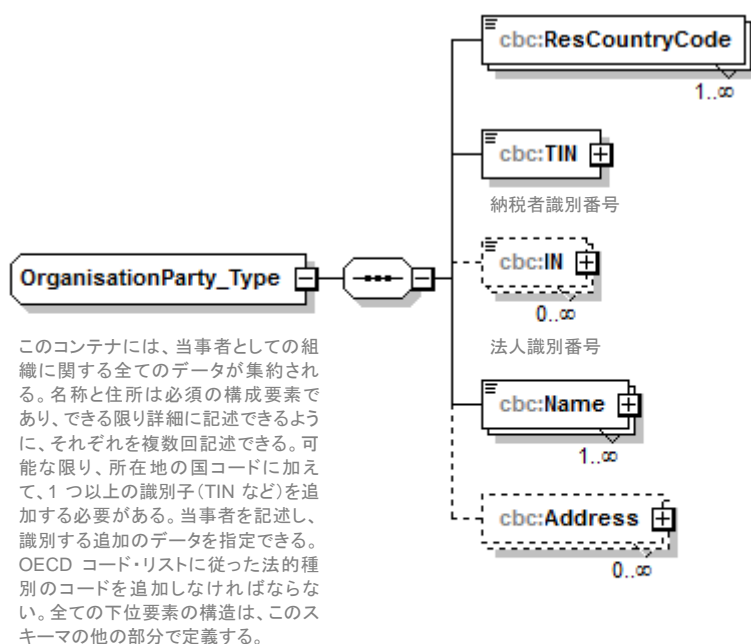 cbc:ResCountryCode
1..∞
cbc:TIN
納税者識別番号
OrganisationParty_Type
cbc:IN
0..∞
法人識別番号
このコンテナには、当事者としての組
織に関する全てのデータが集約され
る。名称と住所は必須の構成要素で
あり、できる限り詳細に記述できるよう
に、それぞれを複数回記述できる。可
能な限り、所在地の国コードに加え
て、1 つ以上の識別子(TIN など)を追
加する必要がある。当事者を記述し、
識別する追加のデータを指定できる。
OECD コード・リストに従った法的種
別のコードを追加しなければならな
い。全ての下位要素の構造は、このス
キーマの他の部分で定義する。
cbc:Name
1..∞
cbc:Address
0..∞